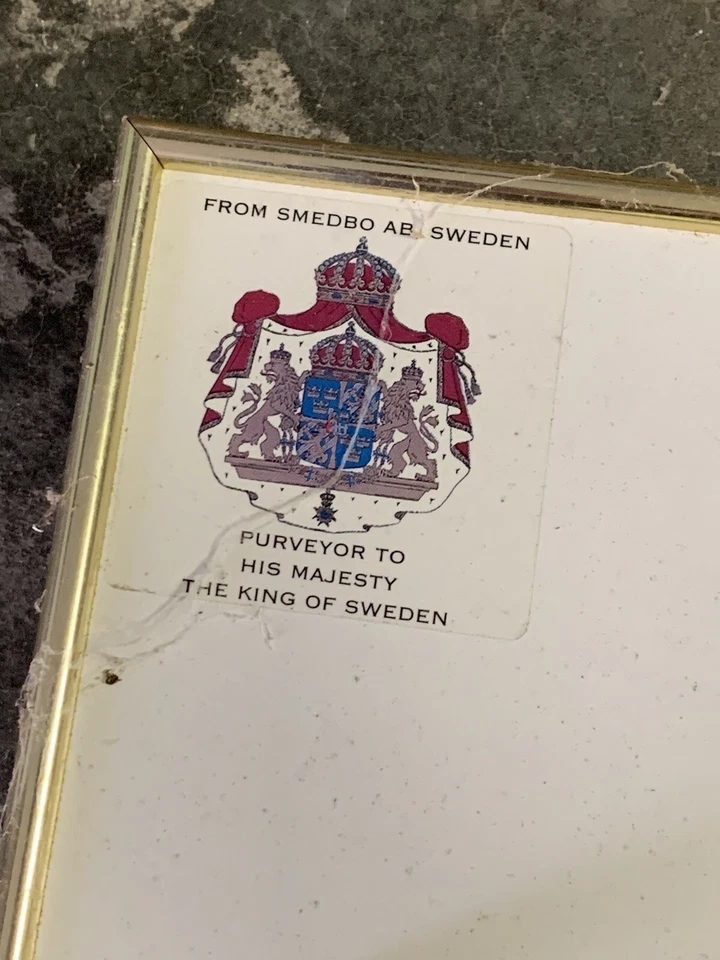 FROM SMEDBO AB, SWEDEN
PURVEYOR TO
HIS MAJESTY
THE KING OF SWEDEN